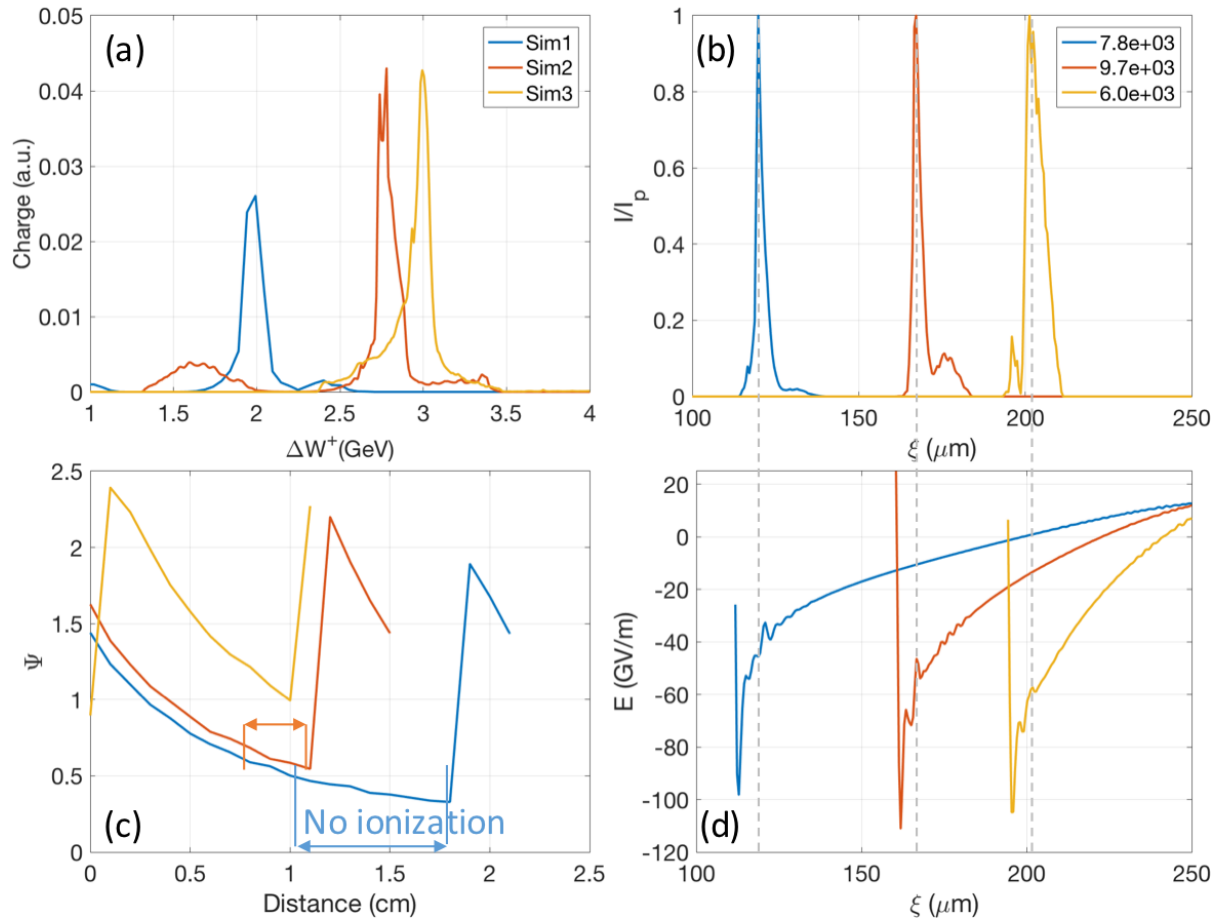 (a)
Sim1
Sim2
Sim3
0.05
0.04
0.03
0.02
0.01
0
Charge (a.u.)
1 1.5 2 2.5 3 3.5 4
ΔW⁺(GeV)
(b)
7.8e+03
9.7e+03
6.0e+03
1
0.8
0.6
0.4
0.2
0
I/Iₚ
100 150 200 250
ξ (μm)
2.5
2
1.5
1
0.5
0
Ψ
No ionization
(c)
0 0.5 1 1.5 2 2.5
Distance (cm)
20
0
-20
-40
-60
-80
-100
-120
E (GV/m)
(d)
100 150 200 250
ξ (μm)